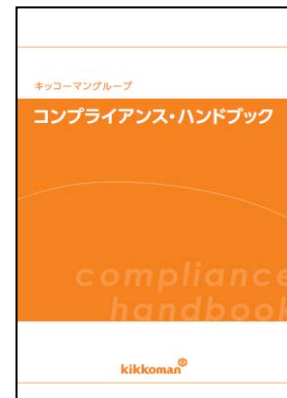 キッコーマングループ
コンプライアンス・ハンドブック
compliance
handbook
kikkoman